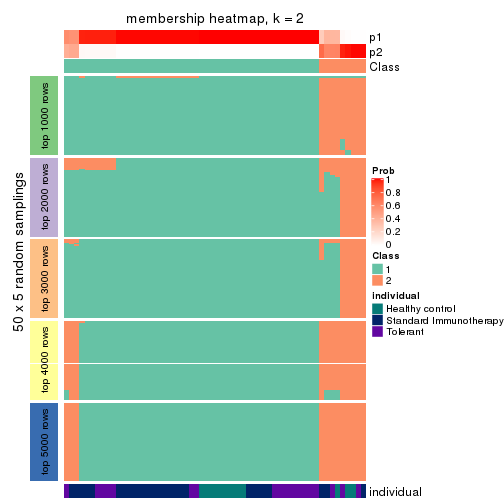 membership heatmap, k = 2
p1
p2
Class
50 x 5 random samplings
top 1000 rows
top 2000 rows
top 3000 rows
top 4000 rows
top 5000 rows
Prob
1
0.8
0.6
0.4
0.2
0
Class
1
2
individual
Healthy control
Standard Immunotherapy
Tolerant
individual